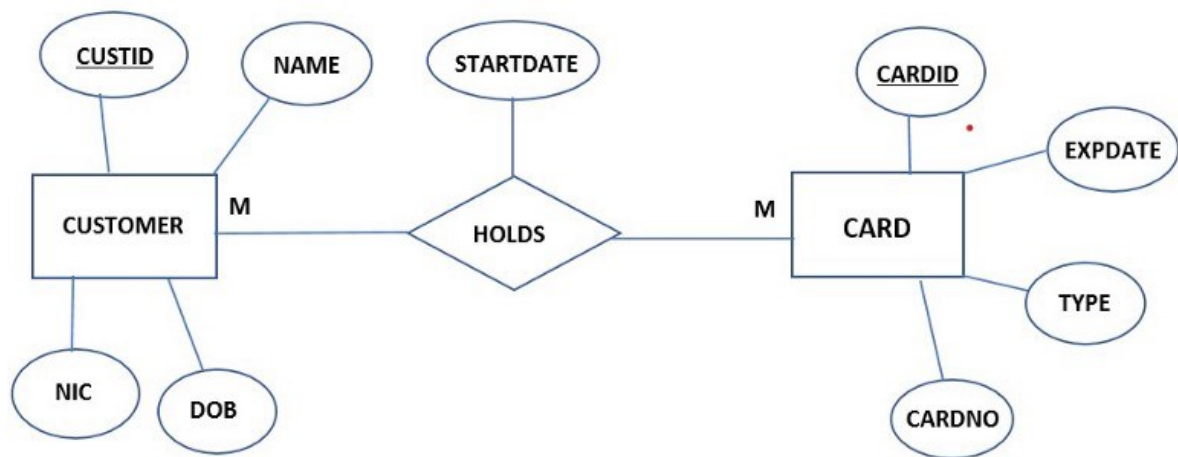 CUSTID
NAME
STARTDATE
CARDID
EXPDATE
CUSTOMER
M
HOLDS
M
CARD
TYPE
NIC
DOB
CARDNO